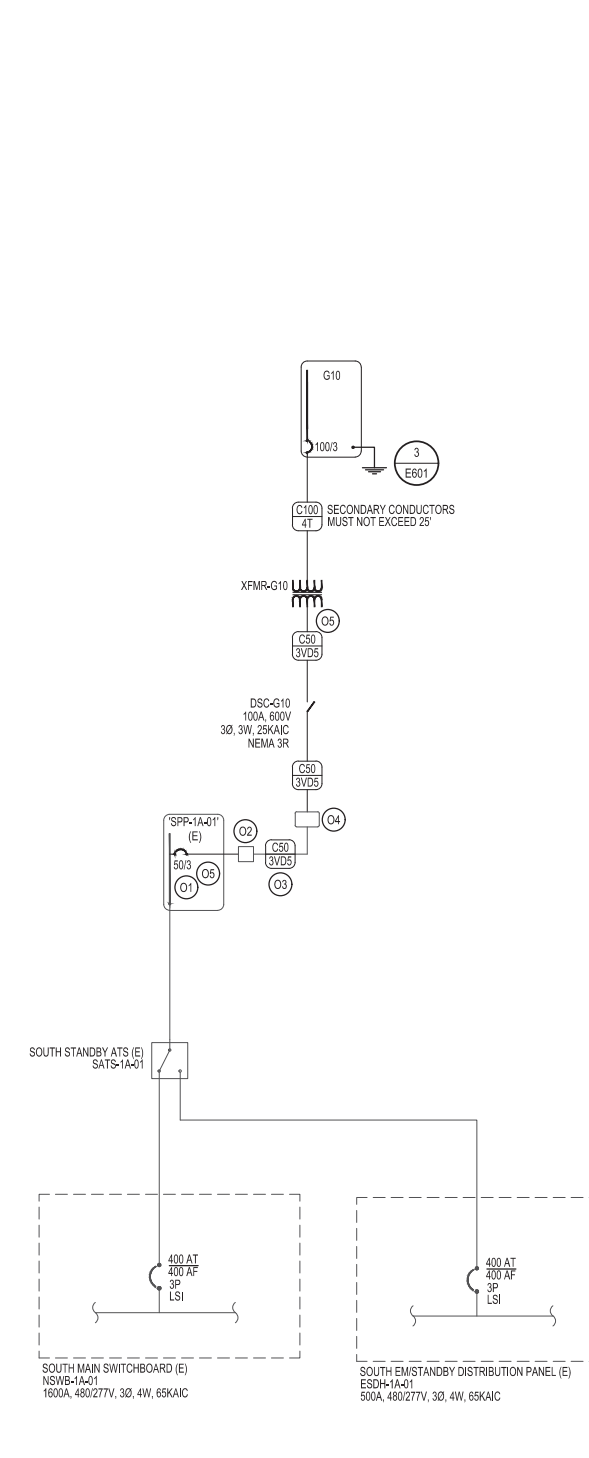 G10
100/3
3
E601
C100
4T
SECONDARY CONDUCTORS
MUST NOT EXCEED 25'
XFMR-G10
O5
C50
3VD5
DSC-G10
100A, 600V
3Ø, 3W, 25KAIC
NEMA 3R
C50
3VD5
O4
'SPP-1A-01'
(E)
50/3
O1
O5
O2
C50
3VD5
O3
SOUTH STANDBY ATS (E)
SATS-1A-01
400 AT
400 AF
3P
LSI
400 AT
400 AF
3P
LSI
SOUTH MAIN SWITCHBOARD (E)
NSWB-1A-01
1600A, 480/277V, 3Ø, 4W, 65KAIC
SOUTH EM/STANDBY DISTRIBUTION PANEL (E)
ESDH-1A-01
500A, 480/277V, 3Ø, 4W, 65KAIC